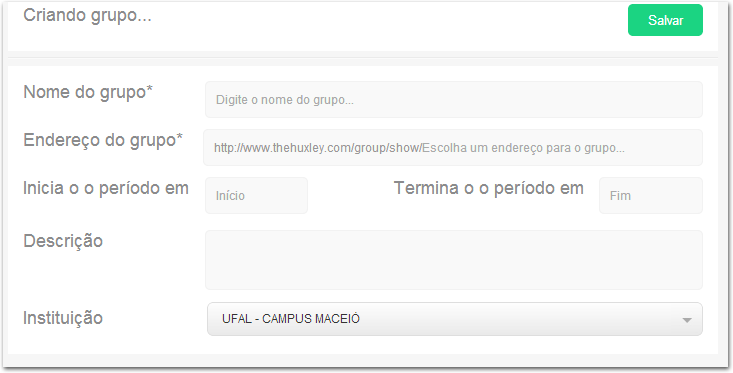 Criando grupo...
Salvar
Nome do grupo*
Digite o nome do grupo...
Endereço do grupo*
http://www.thehuxley.com/group/show/Escolha um endereço para o grupo...
Inicia o o período em
Início
Termina o o período em
Fim
Descrição
Instituição
UFAL - CAMPUS MACEIÓ